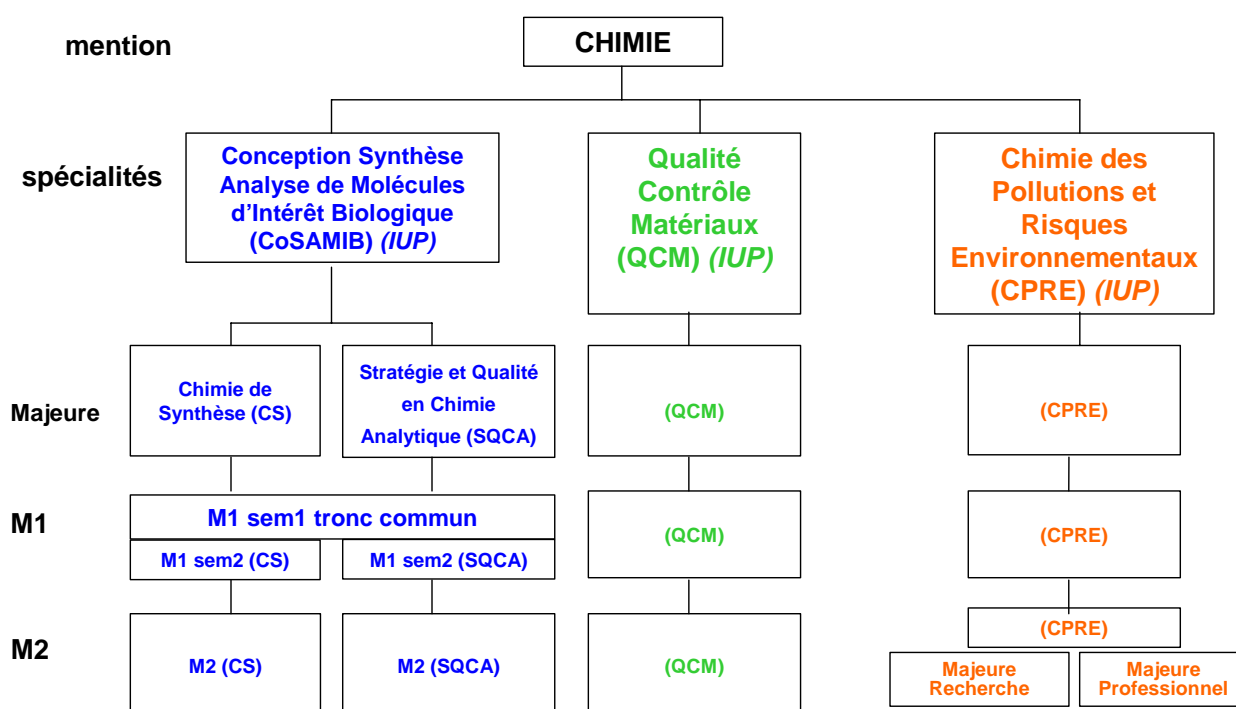 mention
CHIMIE
spécialités
Conception Synthèse
Analyse de Molécules
d'Intérêt Biologique
(CoSAMIB) (IUP)
Qualité
Contrôle
Matériaux
(QCM) (IUP)
Chimie des
Pollutions et
Risques
Environnementaux
(CPRE) (IUP)
Majeure
Chimie de
Synthèse (CS)
Stratégie et Qualité
en Chimie
Analytique (SQCA)
(QCM)
(CPRE)
M1
M1 sem1 tronc commun
M1 sem2 (CS)
M1 sem2 (SQCA)
(QCM)
(CPRE)
M2
M2 (CS)
M2 (SQCA)
(QCM)
(CPRE)
Majeure
Recherche
Majeure
Professionnel